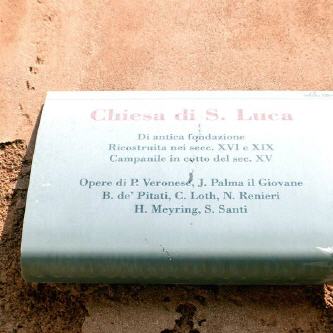 Chiesa di S. Luca
Di antica fondazione
Ricostruita nei secc. XVI e XIX
Campanile in cotto del sec. XV
Opere di P. Veronese, J. Palma il Giovane
B. de' Pitati, C. Loth, N. Renieri
H. Meyring, S. Santi